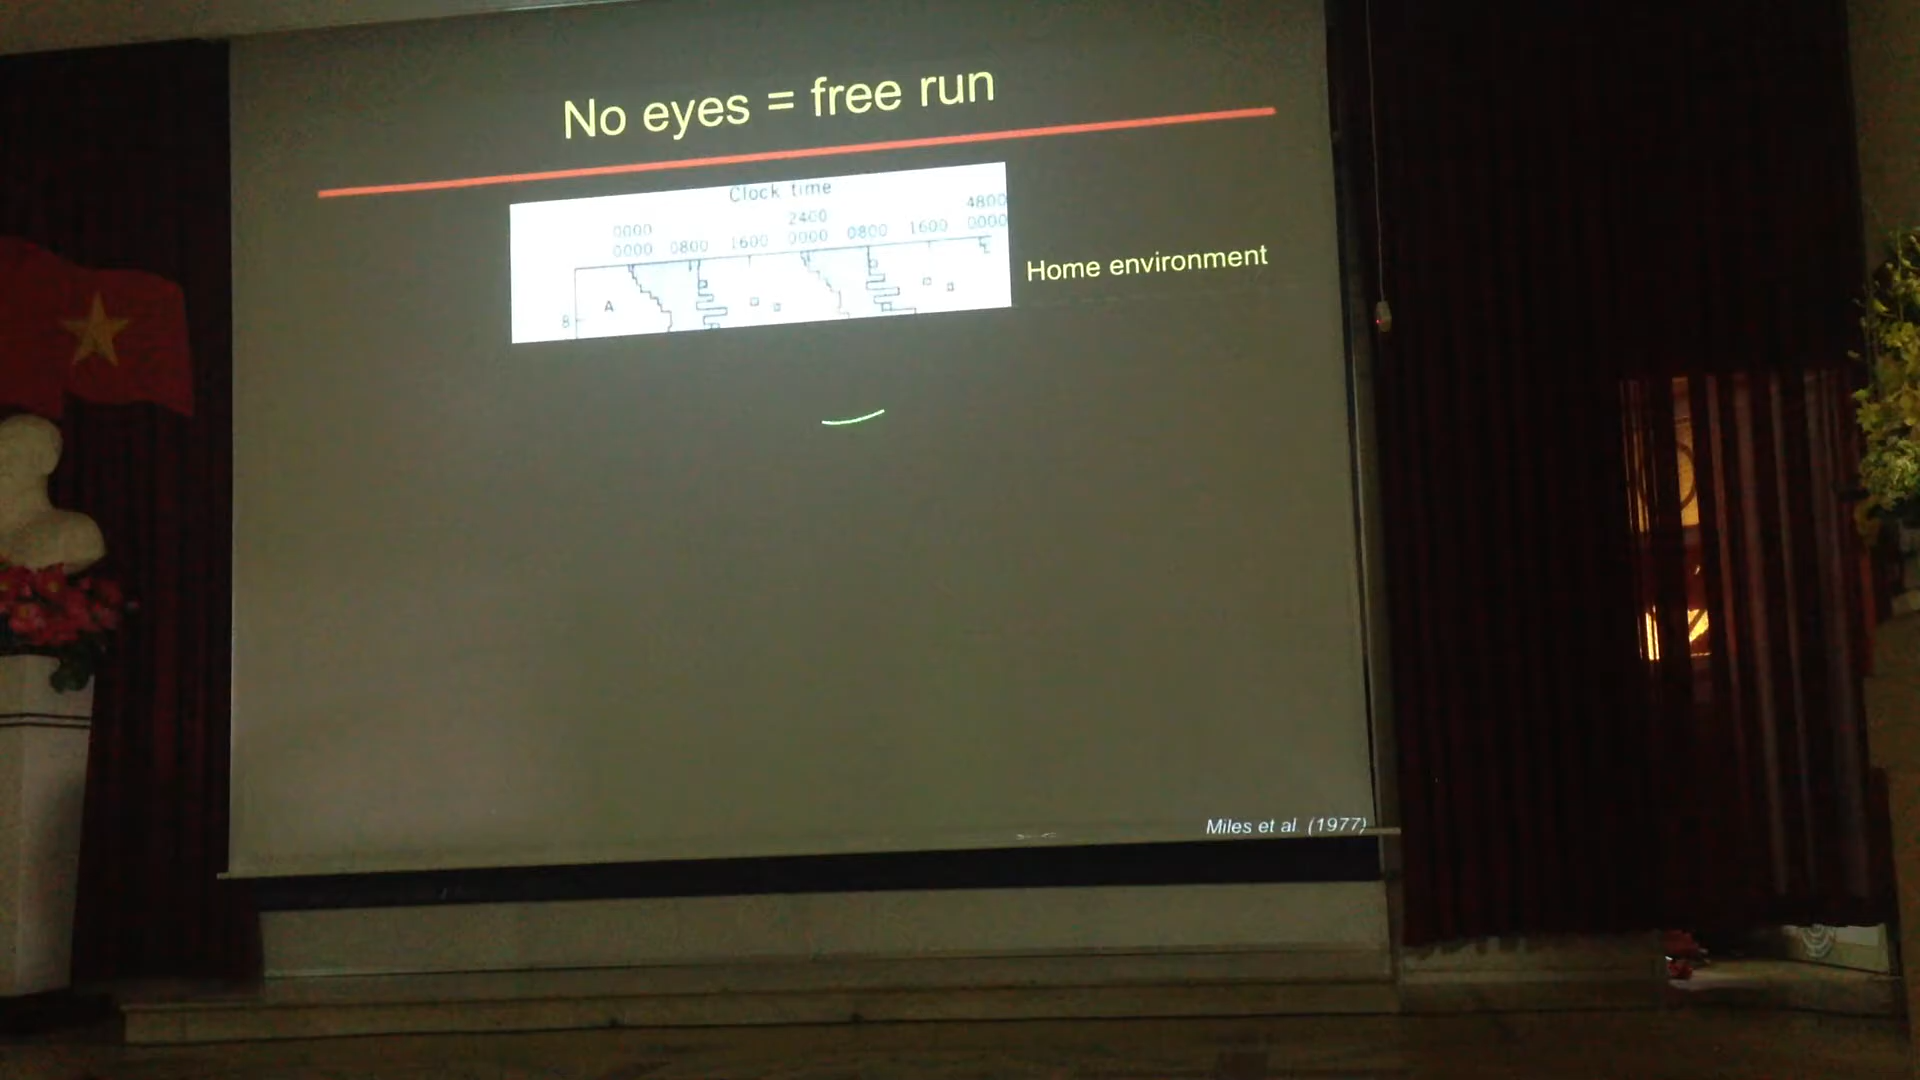 No eyes = free run
Clock time
0000 2400 4800
0000 0800 1600 0000 0800 1600 0000
A
8
Home environment
Miles et al. (1977)